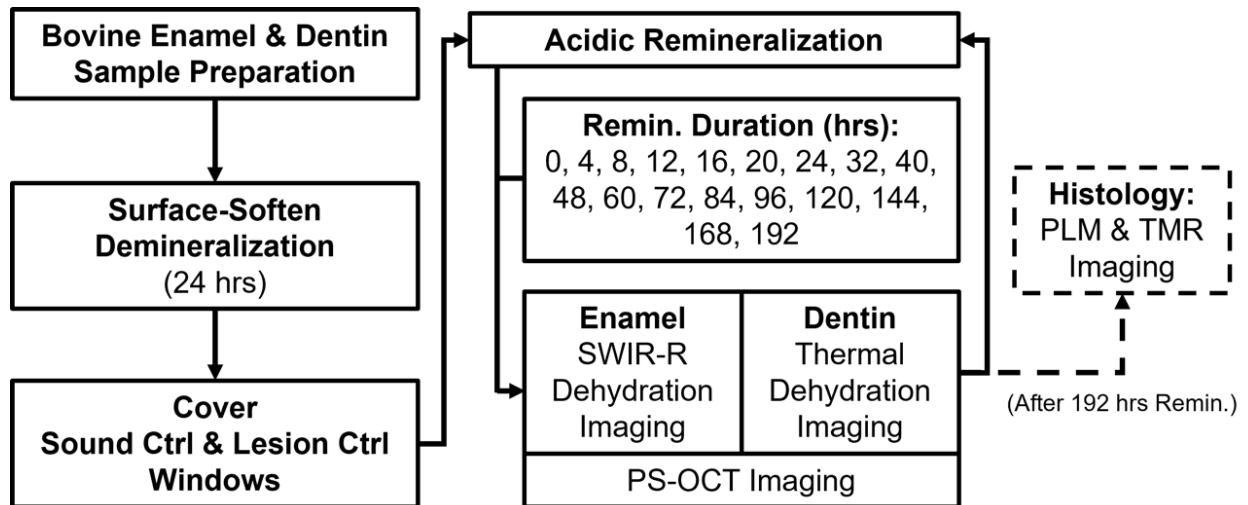 Bovine Enamel & Dentin
Sample Preparation
Surface-Soften
Demineralization
(24 hrs)
Cover
Sound Ctrl & Lesion Ctrl
Windows
Acidic Remineralization
Remin. Duration (hrs):
0, 4, 8, 12, 16, 20, 24, 32, 40,
48, 60, 72, 84, 96, 120, 144,
168, 192
Enamel
SWIR-R
Dehydration
Imaging
Dentin
Thermal
Dehydration
Imaging
PS-OCT Imaging
Histology:
PLM & TMR
Imaging
(After 192 hrs Remin.)